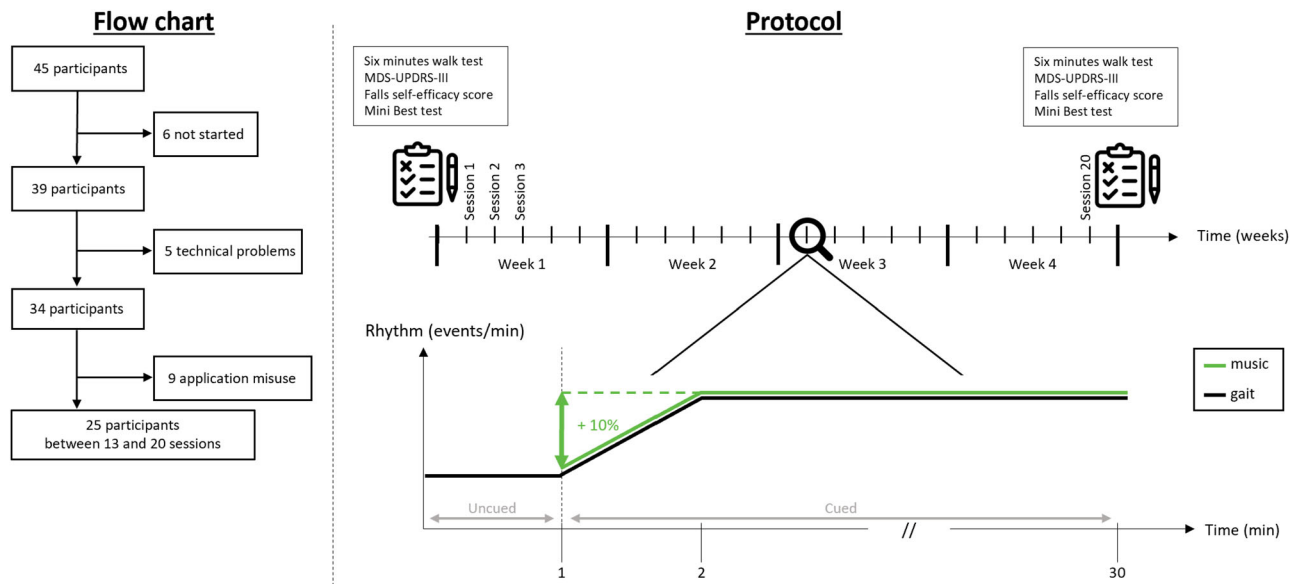 Flow chart
45 participants
6 not started
39 participants
5 technical problems
34 participants
9 application misuse
25 participants
between 13 and 20 sessions
Protocol
Six minutes walk test
MDS-UPDRS-III
Falls self-efficacy score
Mini Best test
Six minutes walk test
MDS-UPDRS-III
Falls self-efficacy score
Mini Best test
Session 1
Session 2
Session 3
Session 20
Time (weeks)
Week 1
Week 2
Week 3
Week 4
Rhythm (events/min)
music
gait
+ 10%
Uncued
Cued
//
Time (min)
1
2
30